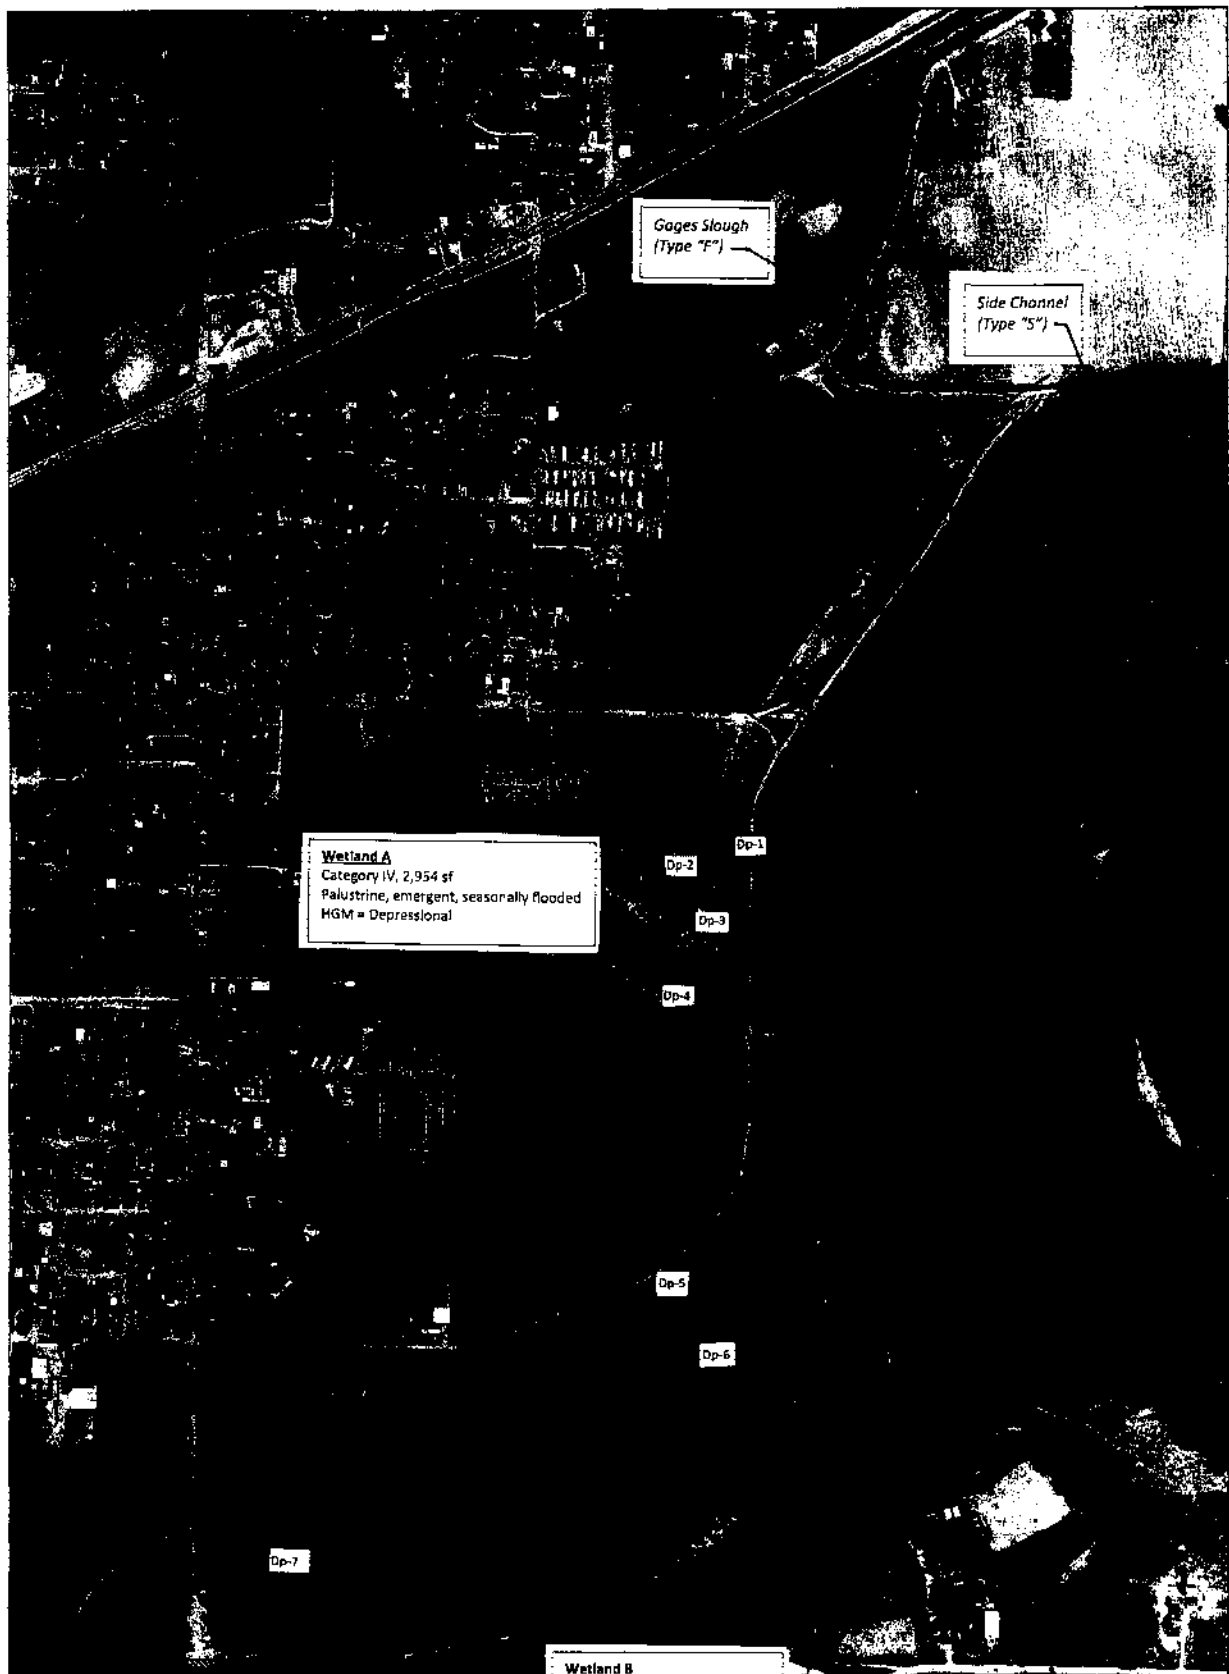 Gages Slough
(Type "F")
Side Channel
(Type "S")
Wetland A
Category IV, 2,954 sf
Palustrine, emergent, seasonally flooded
HGM = Depressional
Dp-1
Dp-2
Dp-3
Dp-4
Dp-5
Dp-6
Dp-7
Wetland B